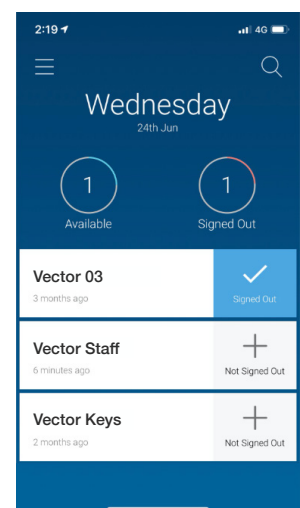 2:19 4G
Wednesday
24th Jun
1 1
Available Signed Out
Vector 03
3 months ago
Signed Out
Vector Staff
6 minutes ago
Not Signed Out
Vector Keys
2 months ago
Not Signed Out